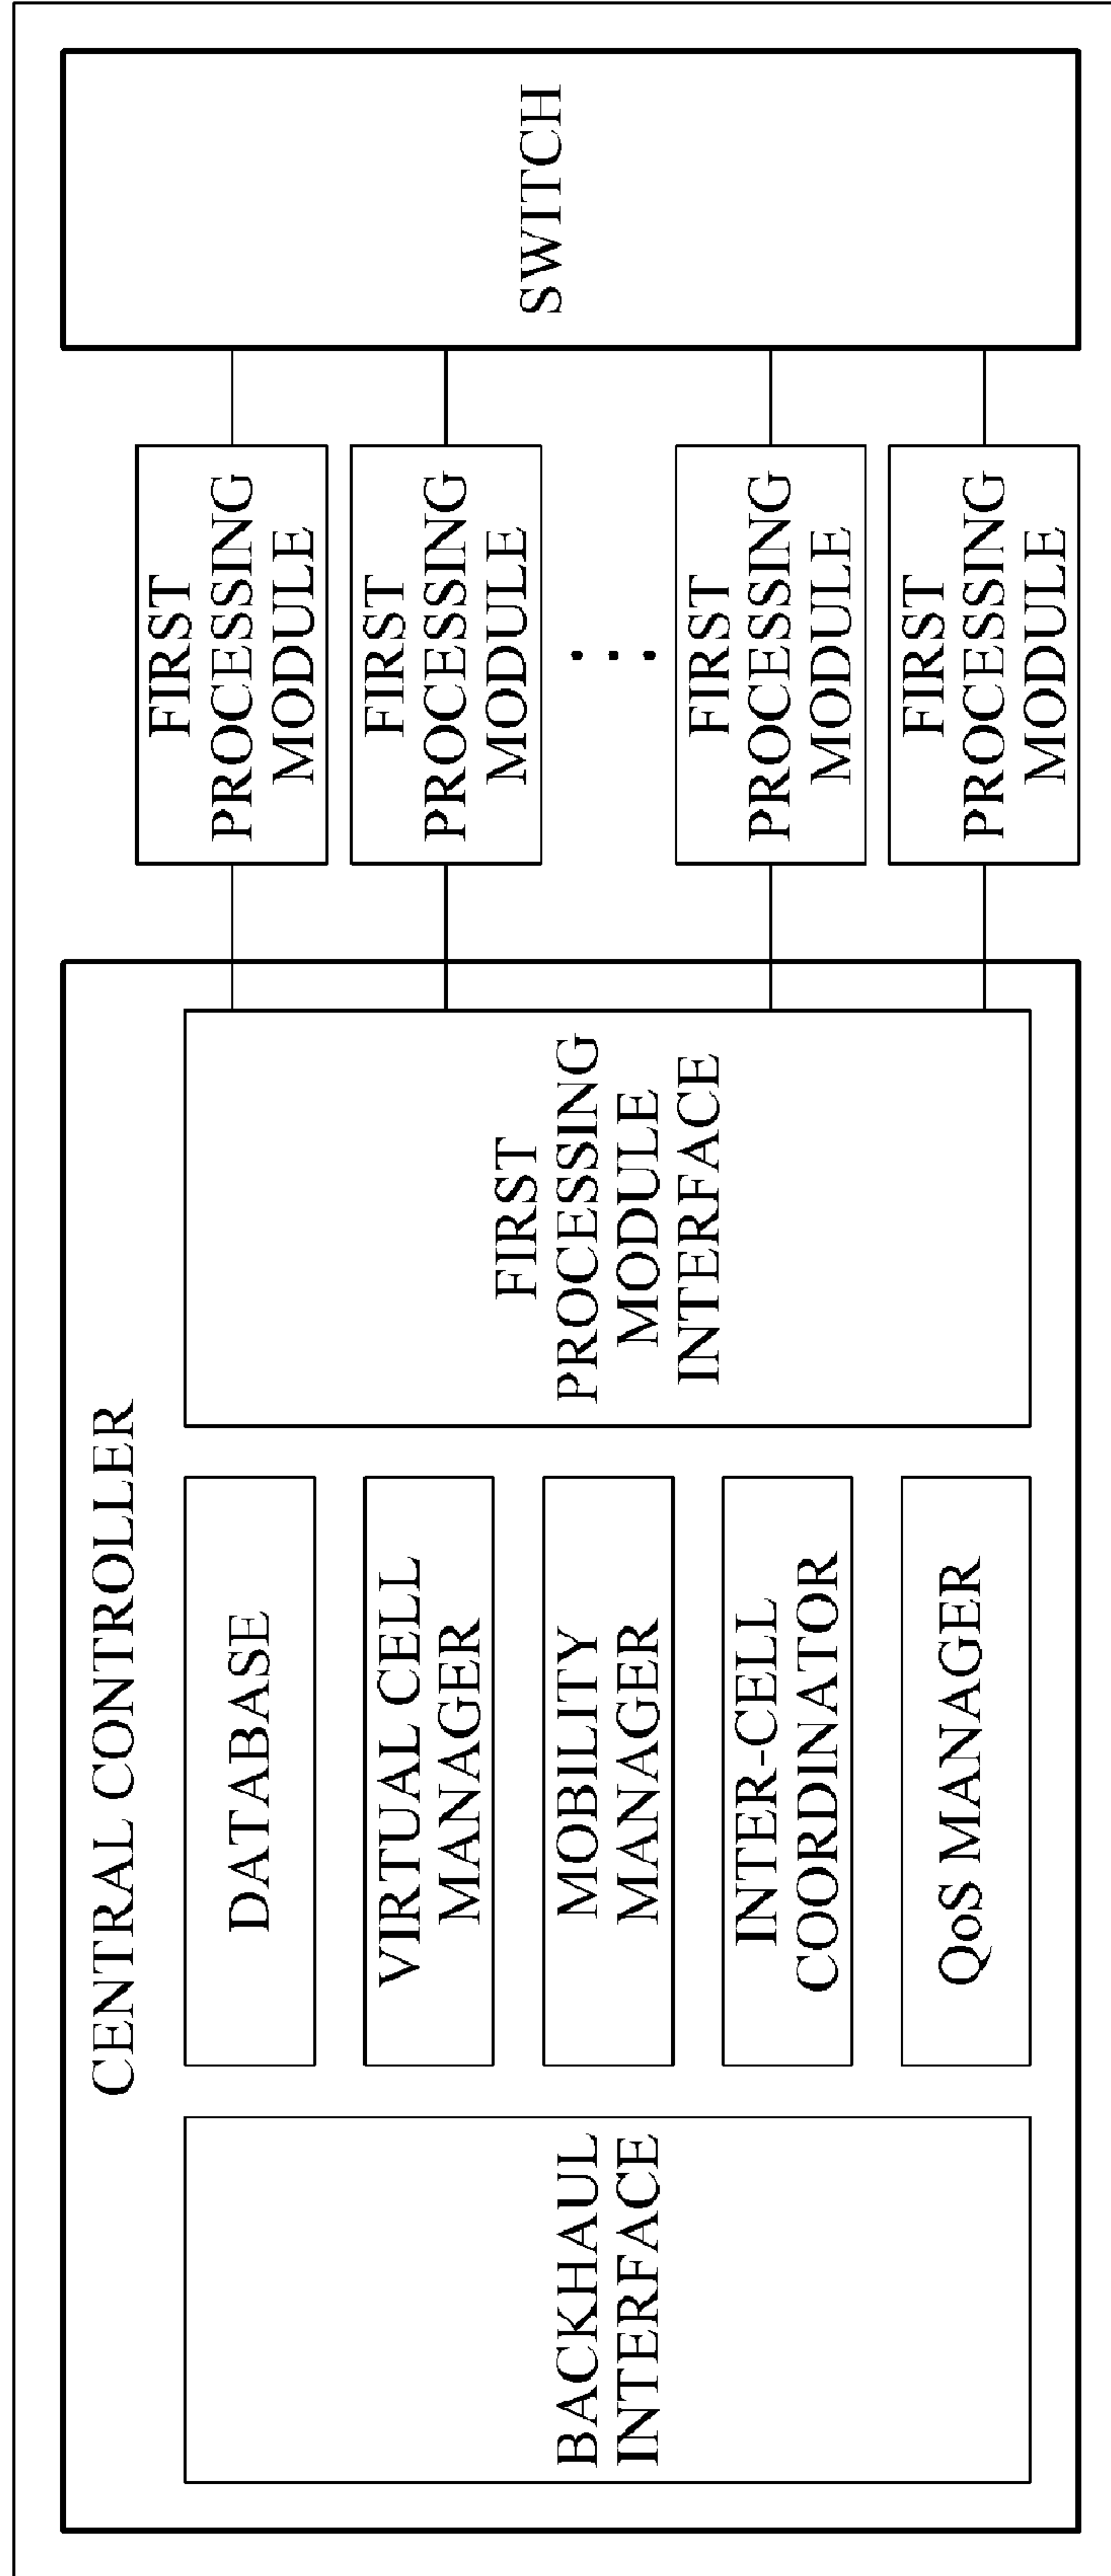 CENTRAL CONTROLLER
BACKHAUL
INTERFACE
DATABASE
VIRTUAL CELL
MANAGER
MOBILITY
MANAGER
INTER-CELL
COORDINATOR
QoS MANAGER
FIRST
PROCESSING
MODULE
INTERFACE
FIRST
PROCESSING
MODULE
FIRST
PROCESSING
MODULE
...
FIRST
PROCESSING
MODULE
FIRST
PROCESSING
MODULE
SWITCH